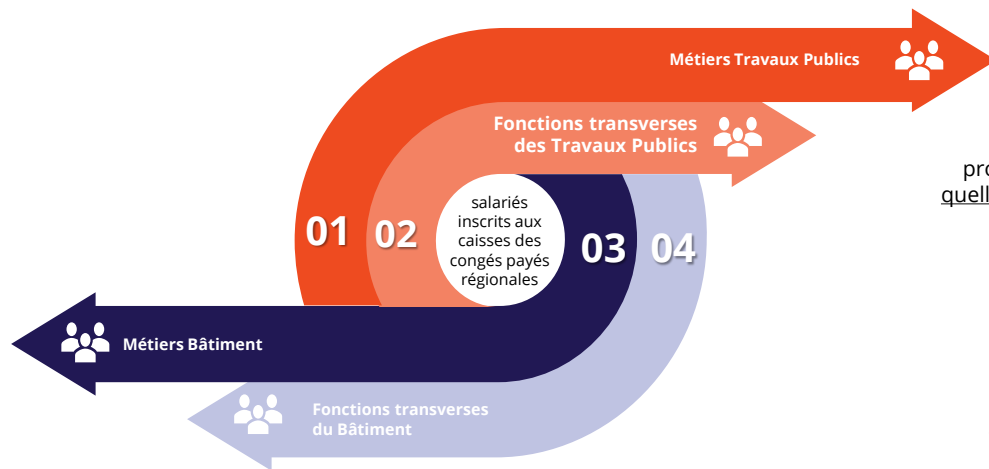 Métiers Travaux Publics
Fonctions transverses
des Travaux Publics
salariés
inscrits aux
caisses des
congés payés
régionales
01
02
03
04
Métiers Bâtiment
Fonctions transverses
du Bâtiment